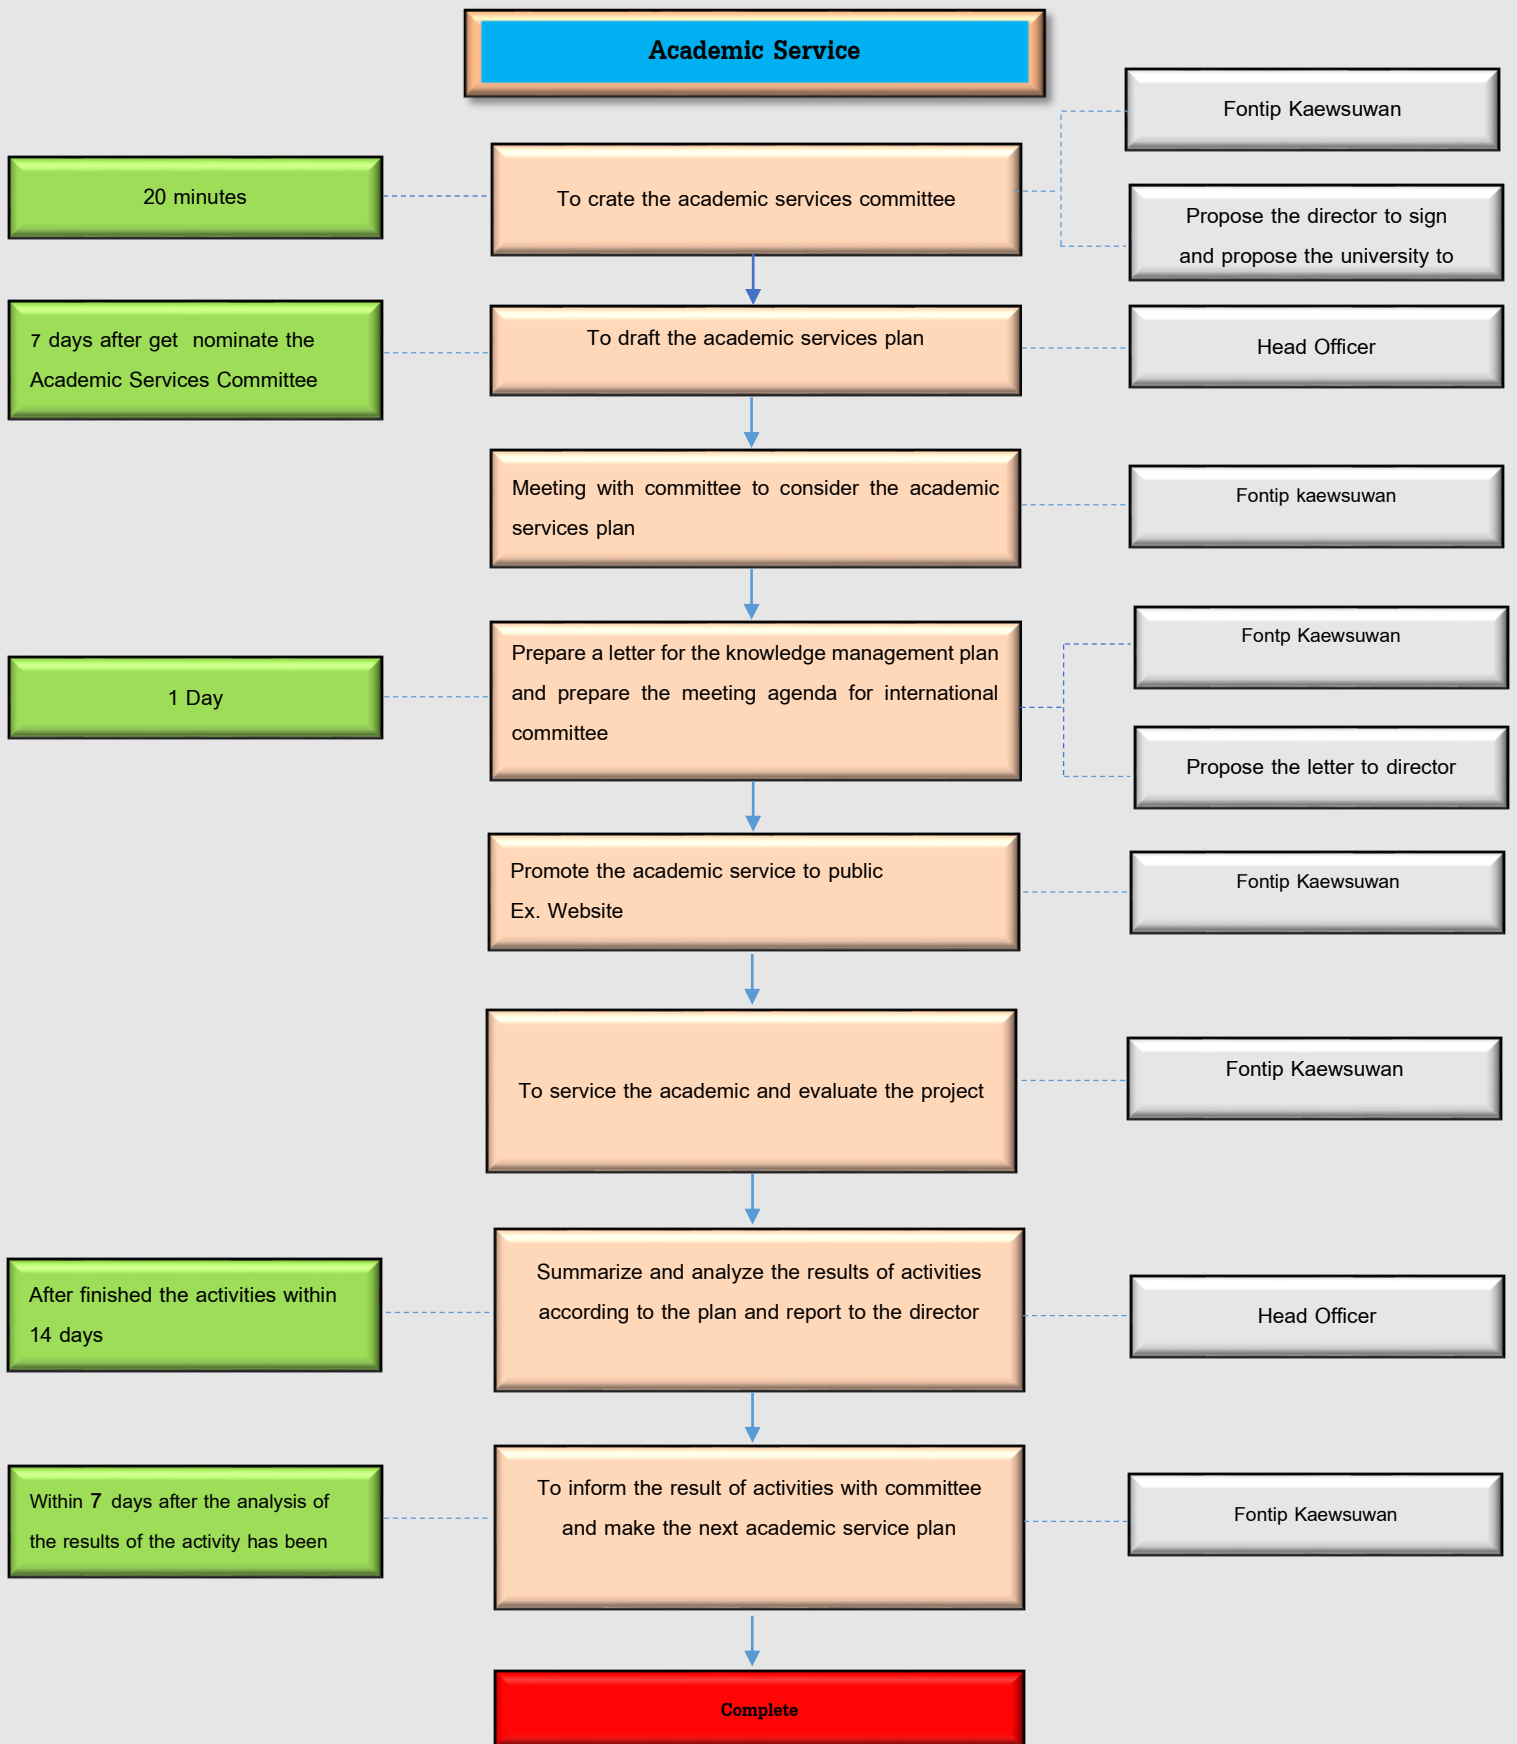 Academic Service
Fontip Kaewsuwan
20 minutes
To crate the academic services committee
Propose the director to sign
and propose the university to
7 days after get nominate the
Academic Services Committee
To draft the academic services plan
Head Officer
Meeting with committee to consider the academic
services plan
Fontip kaewsuwan
1 Day
Prepare a letter for the knowledge management plan
and prepare the meeting agenda for international
committee
Fontp Kaewsuwan
Propose the letter to director
Promote the academic service to public
Ex. Website
Fontip Kaewsuwan
To service the academic and evaluate the project
Fontip Kaewsuwan
After finished the activities within
14 days
Summarize and analyze the results of activities
according to the plan and report to the director
Head Officer
Within 7 days after the analysis of
the results of the activity has been
To inform the result of activities with committee
and make the next academic service plan
Fontip Kaewsuwan
Complete